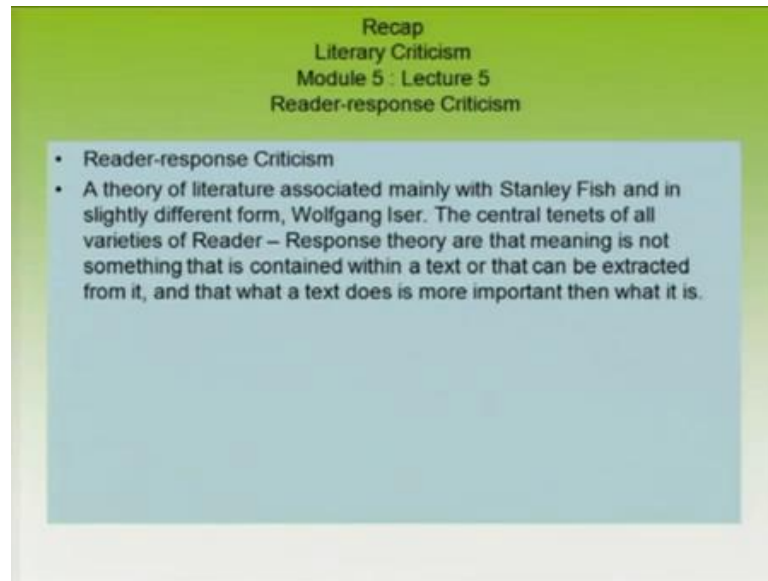 Recap
Literary Criticism
Module 5 : Lecture 5
Reader-response Criticism
• Reader-response Criticism
• A theory of literature associated mainly with Stanley Fish and in
slightly different form, Wolfgang Iser. The central tenets of all
varieties of Reader – Response theory are that meaning is not
something that is contained within a text or that can be extracted
from it, and that what a text does is more important then what it is.